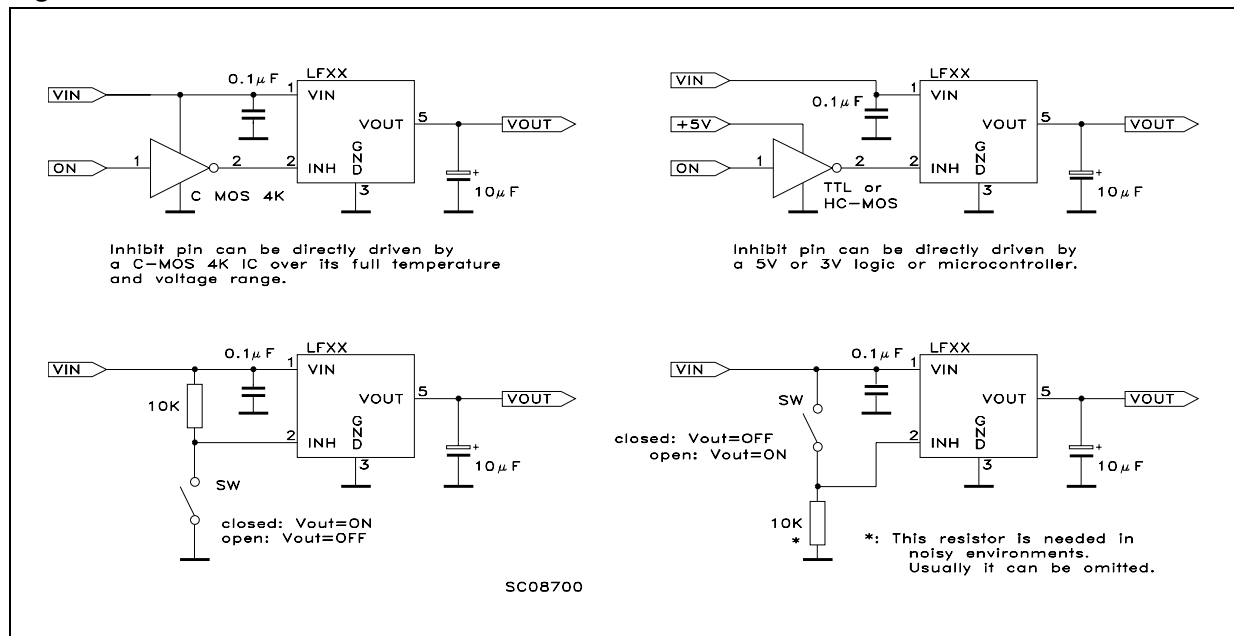 LFXX
0.1μF
VIN
1
VIN
5
VOUT
VOUT
G
N
D
ON
1
2
2
INH
C MOS 4K
3
+
10μF
Inhibit pin can be directly driven by
a C-MOS 4K IC over its full temperature
and voltage range.
LFXX
VIN
1
VIN
0.1μF
+5V
5
VOUT
VOUT
G
N
D
ON
1
2
2
INH
TTL or
HC-MOS
3
+
10μF
Inhibit pin can be directly driven by
a 5V or 3V logic or microcontroller.
LFXX
0.1μF
VIN
1
VIN
10K
5
VOUT
VOUT
G
N
D
2
INH
3
+
10μF
SW
closed: Vout=ON
open: Vout=OFF
LFXX
0.1μF
VIN
1
VIN
SW
5
VOUT
VOUT
G
N
D
closed: Vout=OFF
open: Vout=ON
2
INH
3
+
10μF
10K
*
*: This resistor is needed in
noisy environments.
Usually it can be omitted.
SC08700